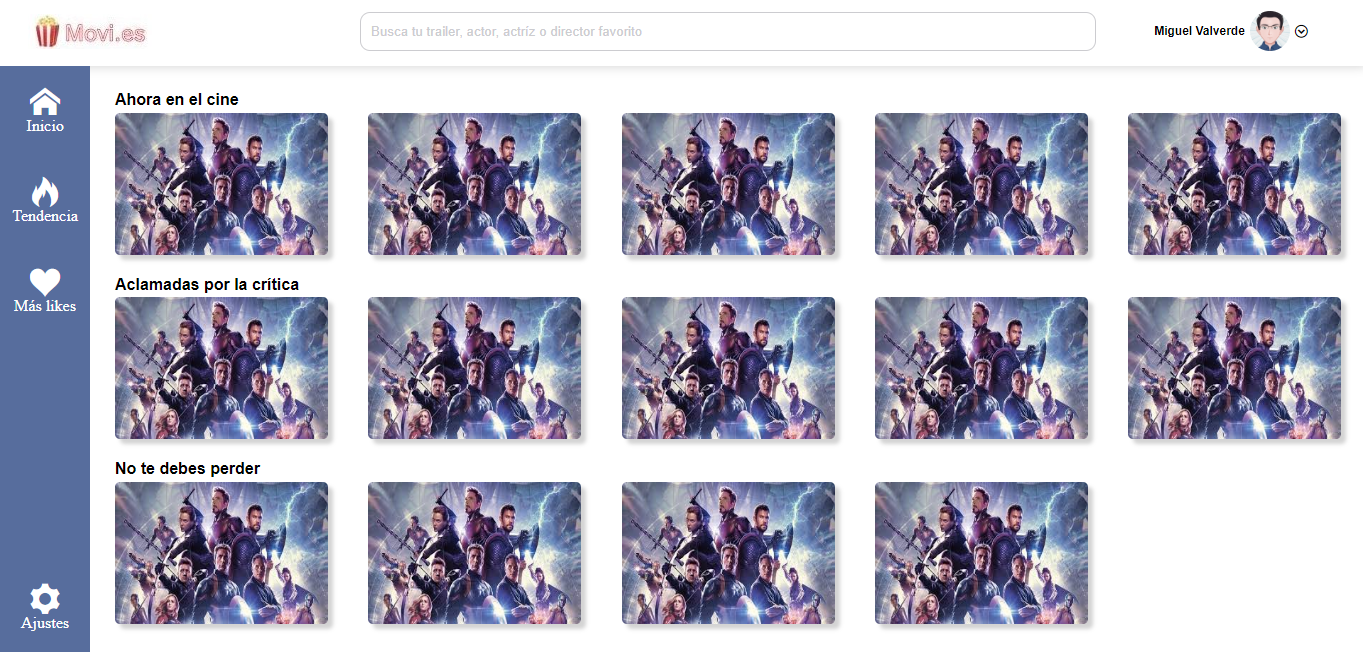 Movi.es
Busca tu trailer, actor, actríz o director favorito
Miguel Valverde
Inicio
Tendencia
Más likes
Ajustes
Ahora en el cine
Aclamadas por la crítica
No te debes perder